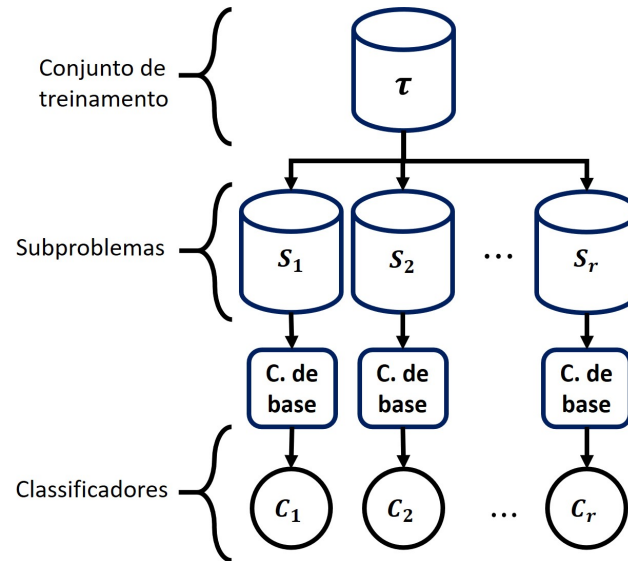 Conjunto de
treinamento
τ
Subproblemas
S₁
S₂
...
Sᵣ
C. de
base
C. de
base
C. de
base
Classificadores
C₁
C₂
...
Cᵣ